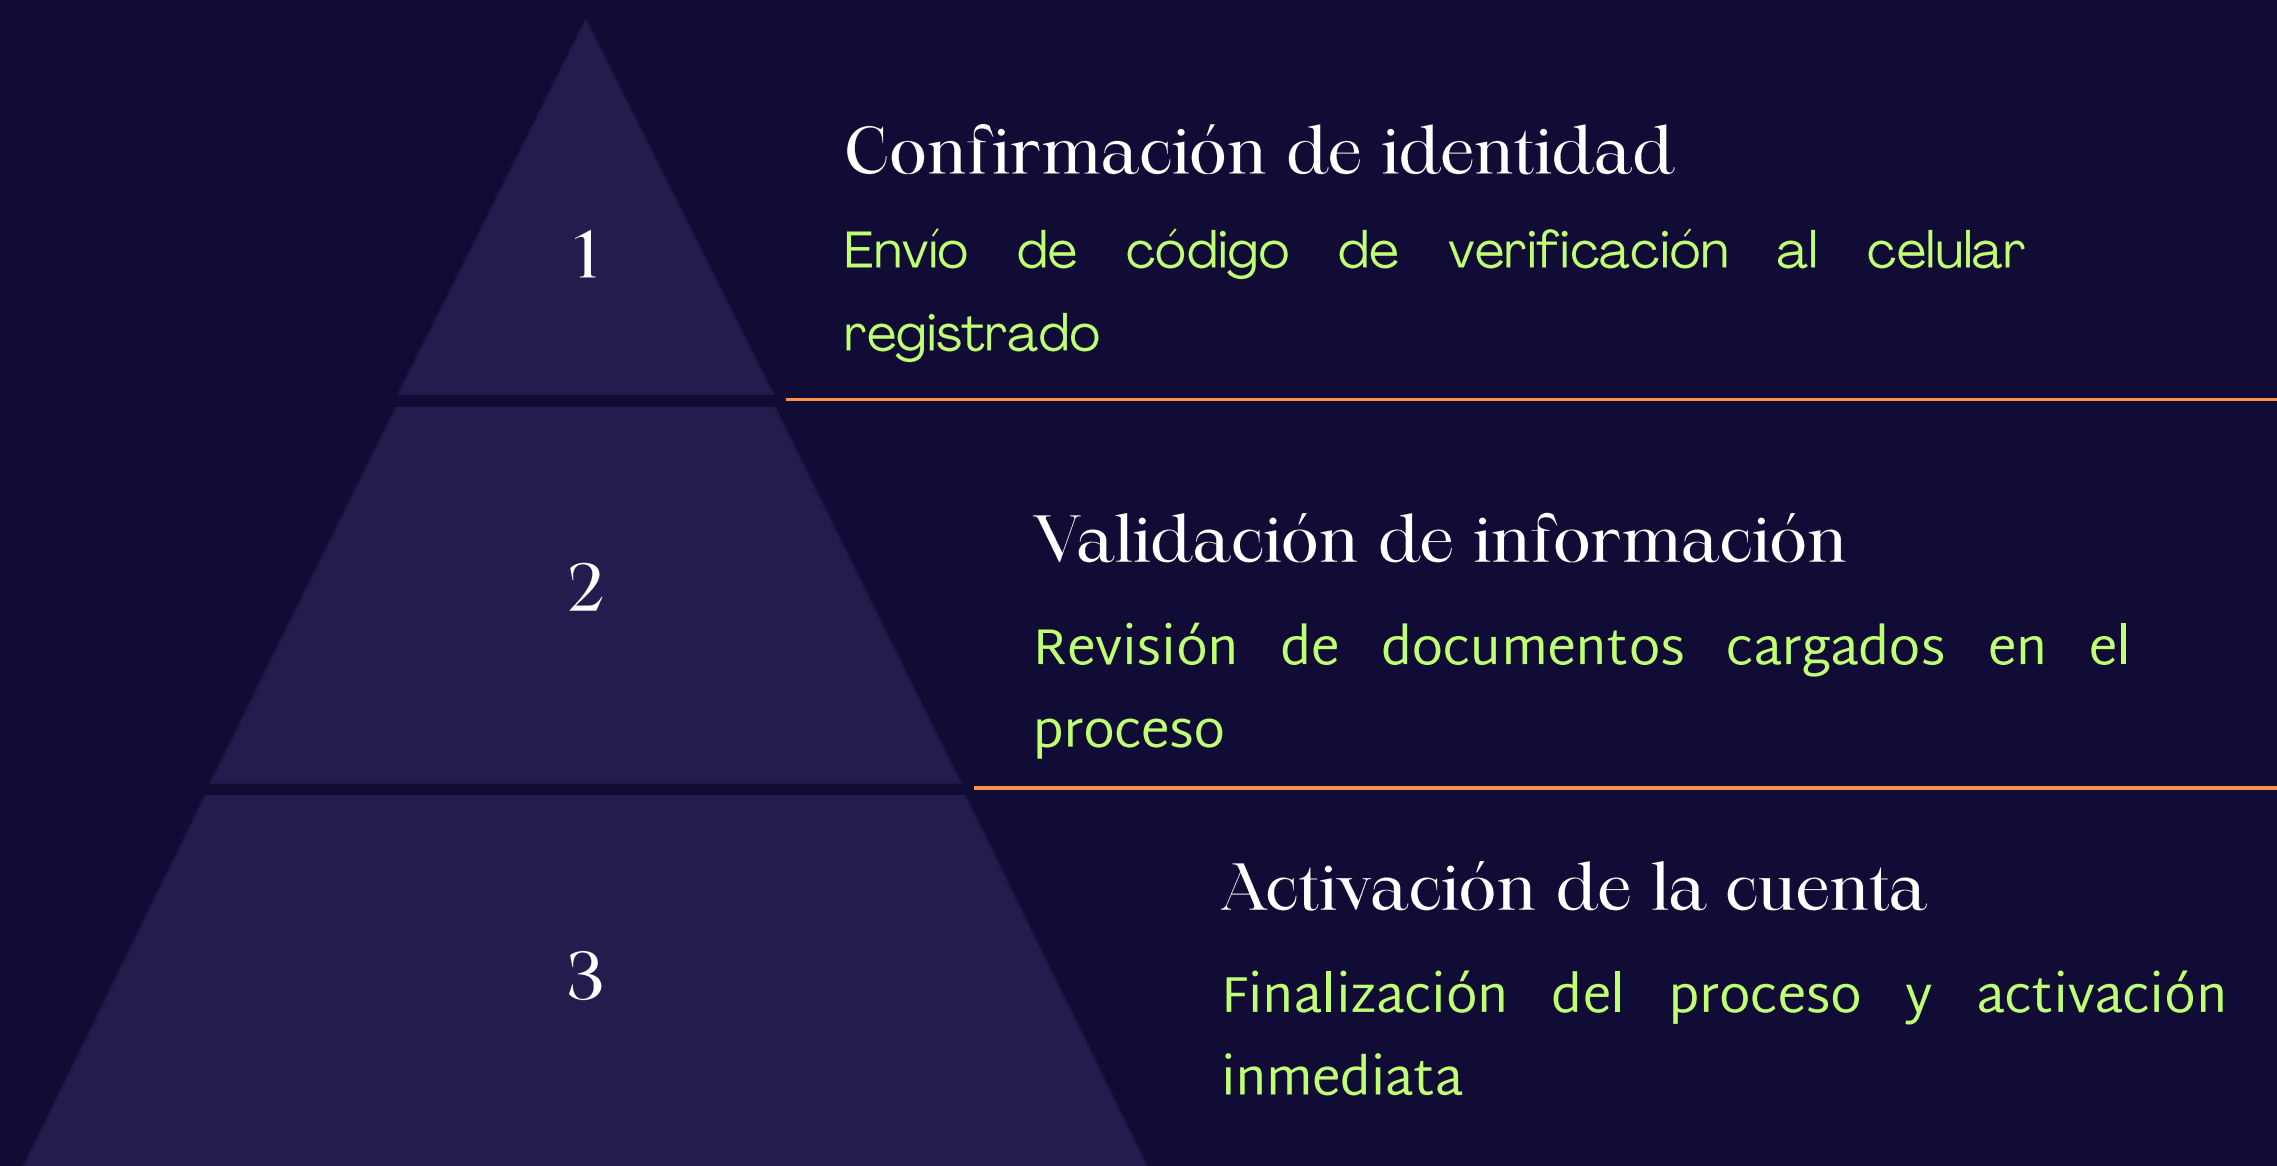 1
Confirmación de identidad
Envío de código de verificación al celular
registrado
2
Validación de información
Revisión de documentos cargados en el
proceso
3
Activación de la cuenta
Finalización del proceso y activación
inmediata